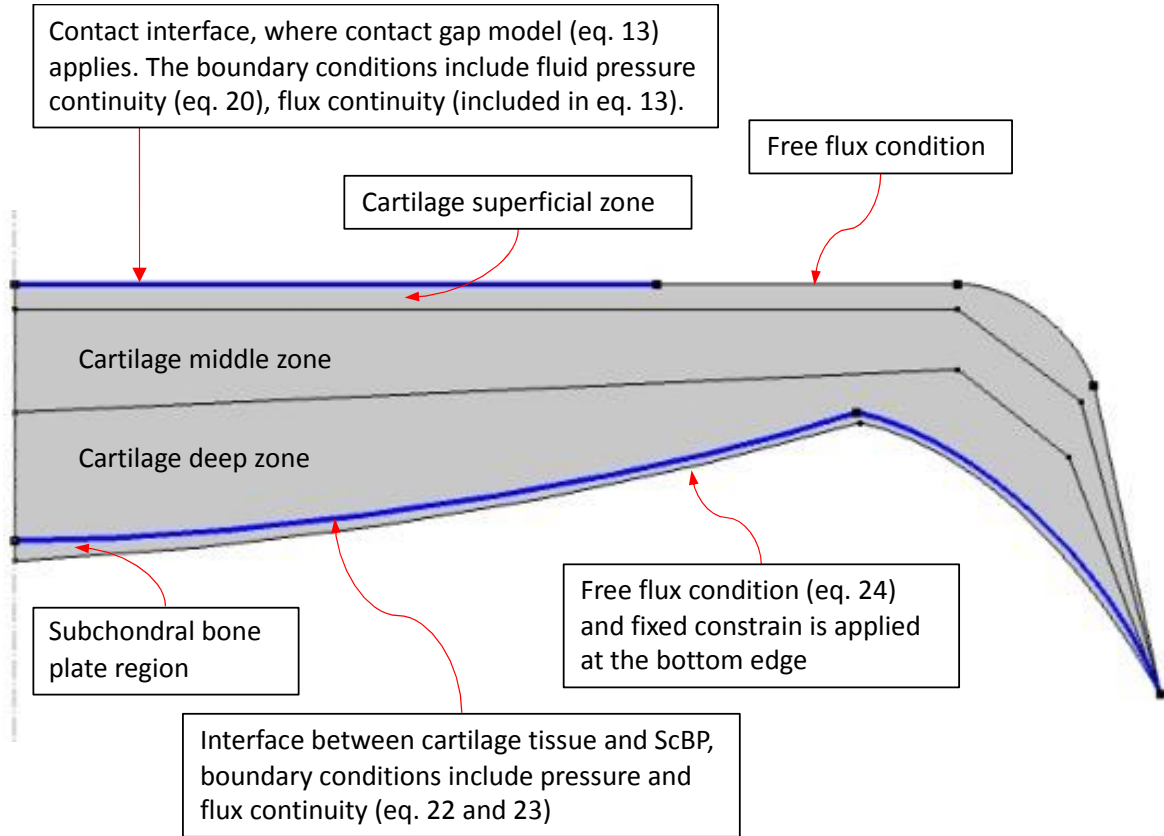 Contact interface, where contact gap model (eq. 13)
applies. The boundary conditions include fluid pressure
continuity (eq. 20), flux continuity (included in eq. 13).
Free flux condition
Cartilage superficial zone
Cartilage middle zone
Cartilage deep zone
Subchondral bone
plate region
Free flux condition (eq. 24)
and fixed constrain is applied
at the bottom edge
Interface between cartilage tissue and ScBP,
boundary conditions include pressure and
flux continuity (eq. 22 and 23)